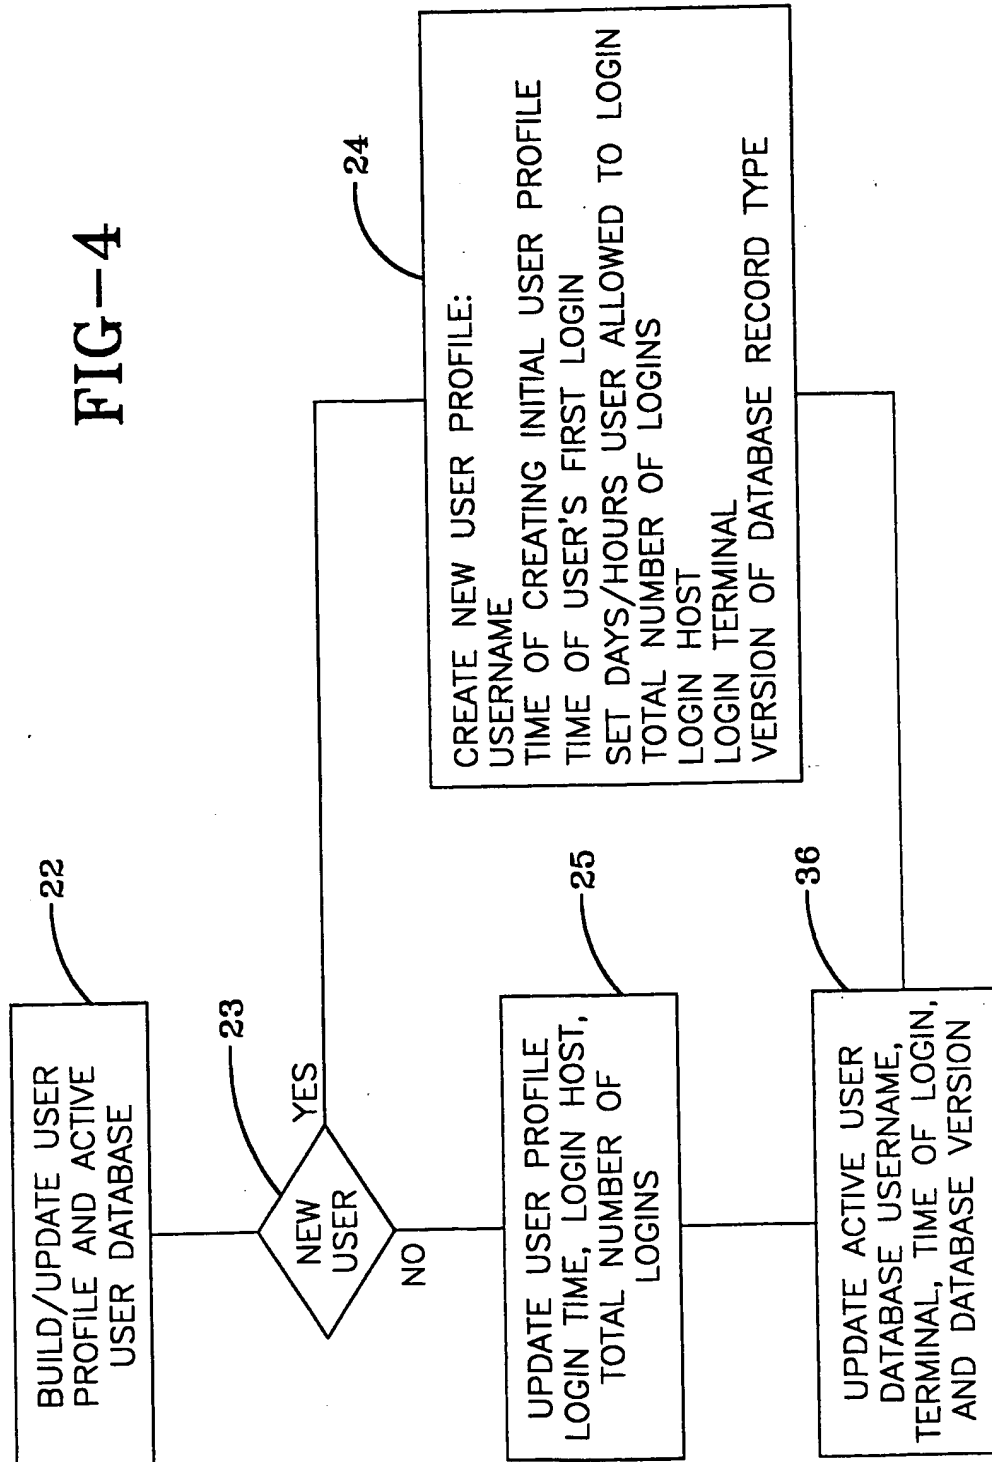 FIG-4
22
BUILD/UPDATE USER
PROFILE AND ACTIVE
USER DATABASE
23
NEW
USER
YES
NO
24
CREATE NEW USER PROFILE:
USERNAME
TIME OF CREATING INITIAL USER PROFILE
TIME OF USER'S FIRST LOGIN
SET DAYS/HOURS USER ALLOWED TO LOGIN
TOTAL NUMBER OF LOGINS
LOGIN HOST
LOGIN TERMINAL
VERSION OF DATABASE RECORD TYPE
25
UPDATE USER PROFILE
LOGIN TIME, LOGIN HOST,
TOTAL NUMBER OF
LOGINS
36
UPDATE ACTIVE USER
DATABASE USERNAME,
TERMINAL, TIME OF LOGIN,
AND DATABASE VERSION